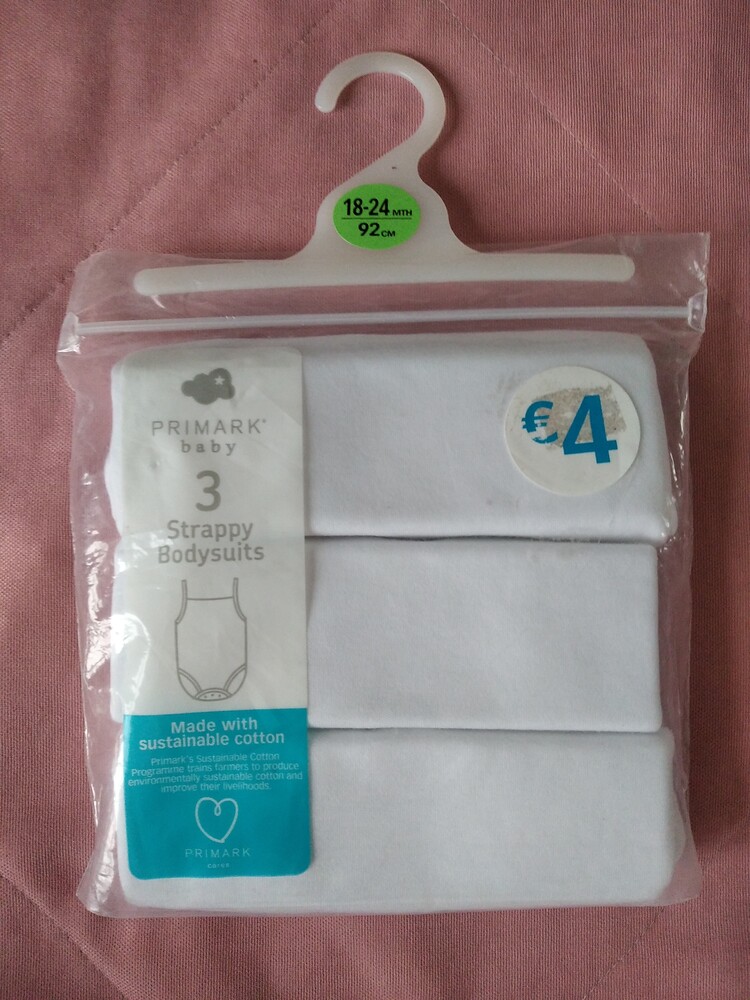 18-24 MTH
92 CM
PRIMARK®
baby
3
Strappy
Bodysuits
€4
Made with
sustainable cotton
Primark's Sustainable Cotton
Programme trains farmers to produce
environmentally sustainable cotton and
improve their livelihoods.
PRIMARK
cares